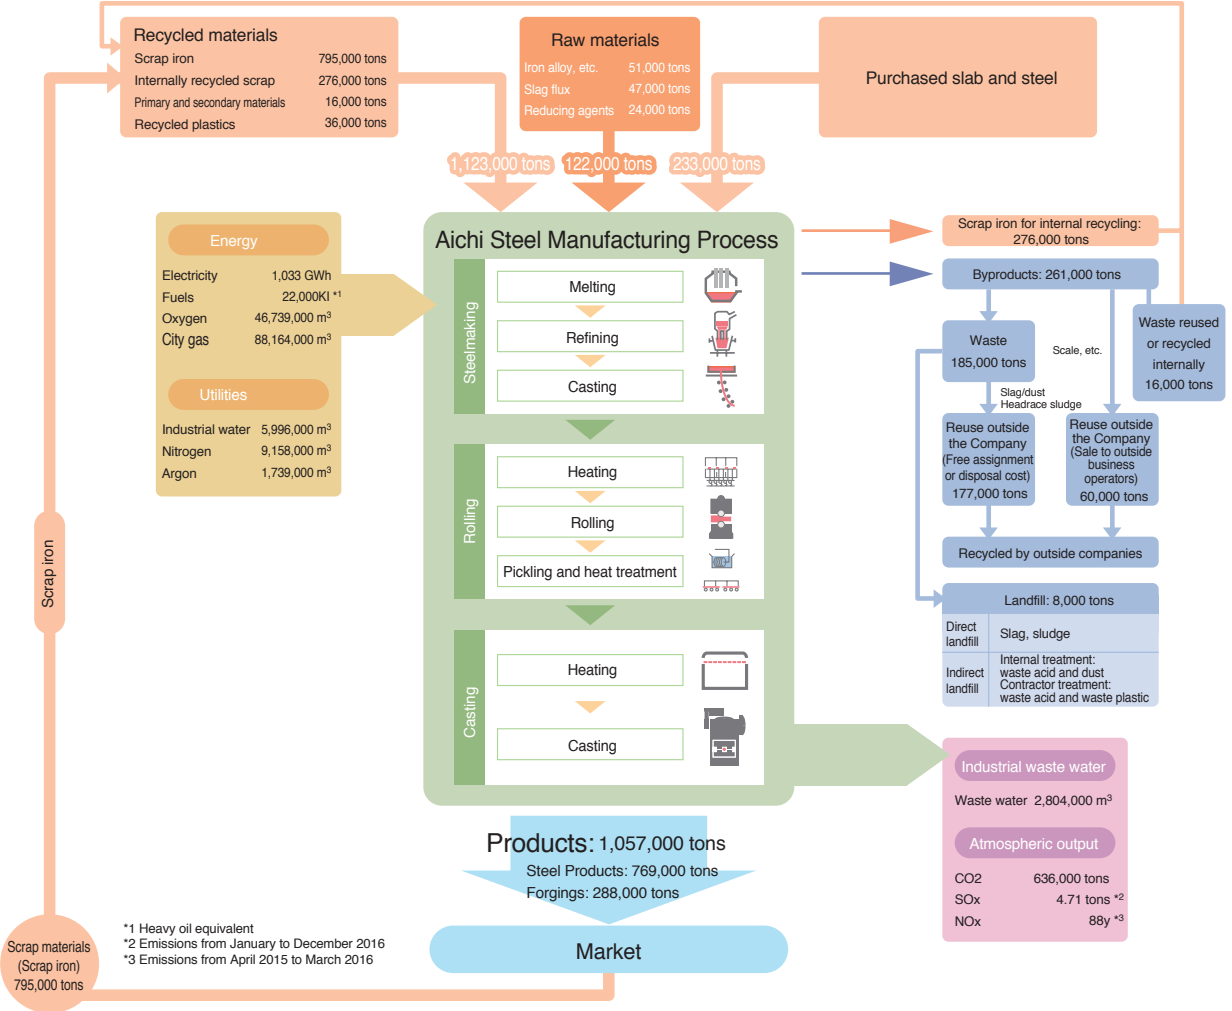 Recycled materials
Scrap iron 795,000 tons
Internally recycled scrap 276,000 tons
Primary and secondary materials 16,000 tons
Recycled plastics 36,000 tons
Raw materials
Iron alloy, etc. 51,000 tons
Slag flux 47,000 tons
Reducing agents 24,000 tons
Purchased slab and steel
1,123,000 tons
122,000 tons
233,000 tons
Energy
Electricity 1,033 GWh
Fuels 22,000Kl *1
Oxygen 46,739,000 m3
City gas 88,164,000 m3
Utilities
Industrial water 5,996,000 m3
Nitrogen 9,158,000 m3
Argon 1,739,000 m3
Aichi Steel Manufacturing Process
Steelmaking
Melting
Refining
Casting
Rolling
Heating
Rolling
Pickling and heat treatment
Casting
Heating
Casting
Scrap iron for internal recycling:
276,000 tons
Byproducts: 261,000 tons
Waste
185,000 tons
Scale, etc.
Waste reused
or recycled
internally
16,000 tons
Slag/dust
Headrace sludge
Reuse outside
the Company
(Free assignment
or disposal cost)
177,000 tons
Reuse outside
the Company
(Sale to outside
business
operators)
60,000 tons
Recycled by outside companies
Landfill: 8,000 tons
Direct
landfill
Slag, sludge
Indirect
landfill
Internal treatment:
waste acid and dust
Contractor treatment:
waste acid and waste plastic
Industrial waste water
Waste water 2,804,000 m3
Atmospheric output
CO2 636,000 tons
SOx 4.71 tons *2
NOx 88y *3
Products: 1,057,000 tons
Steel Products: 769,000 tons
Forgings: 288,000 tons
Market
Scrap iron
Scrap materials
(Scrap iron)
795,000 tons
*1 Heavy oil equivalent
*2 Emissions from January to December 2016
*3 Emissions from April 2015 to March 2016